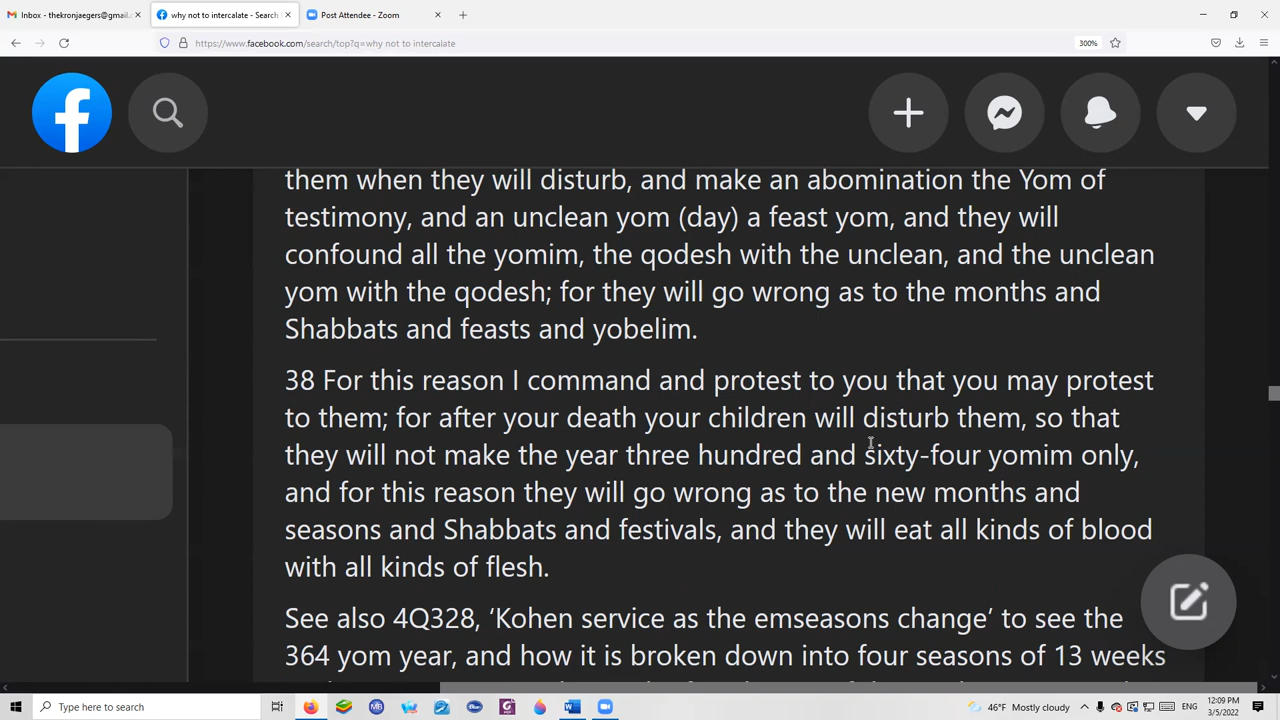 Inbox - thekronjaegers@gmail.
why not to intercalate - Search
Post Attendee - Zoom
https://www.facebook.com/search/top?q=why not to intercalate
300%
them when they will disturb, and make an abomination the Yom of
testimony, and an unclean yom (day) a feast yom, and they will
confound all the yomim, the qodesh with the unclean, and the unclean
yom with the qodesh; for they will go wrong as to the months and
Shabbats and feasts and yobelim.
38 For this reason I command and protest to you that you may protest
to them; for after your death your children will disturb them, so that
they will not make the year three hundred and sixty-four yomim only,
and for this reason they will go wrong as to the new months and
seasons and Shabbats and festivals, and they will eat all kinds of blood
with all kinds of flesh.
See also 4Q328, ‘Kohen service as the emseasons change’ to see the
364 yom year, and how it is broken down into four seasons of 13 weeks
Type here to search
46°F Mostly cloudy
12:09 PM
3/5/2022